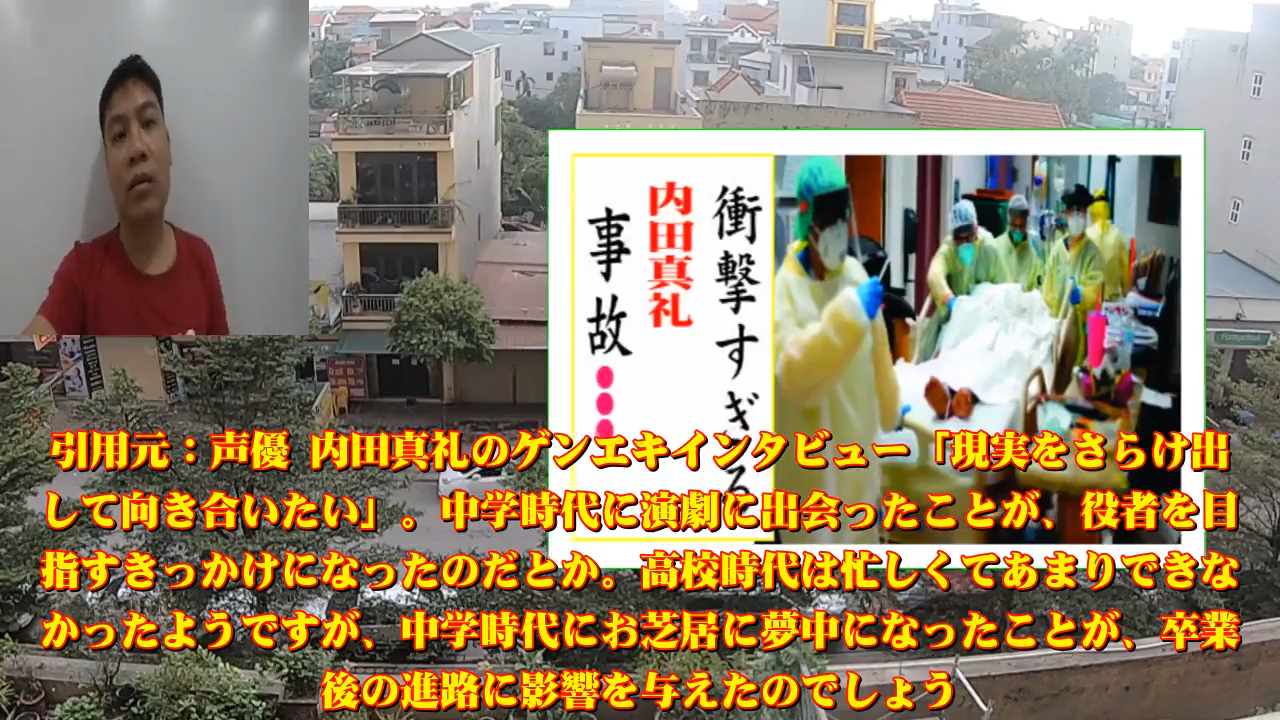 衝撃すぎる
内田真礼
事故…
引用元：声優 内田真礼のゲンエキインタビュー「現実をさらけ出
して向き合いたい」。中学時代に演劇に出会ったことが、役者を目
指すきっかけになったのだとか。高校時代は忙しくてあまりできな
かったようですが、中学時代にお芝居に夢中になったことが、卒業
後の進路に影響を与えたのでしょう